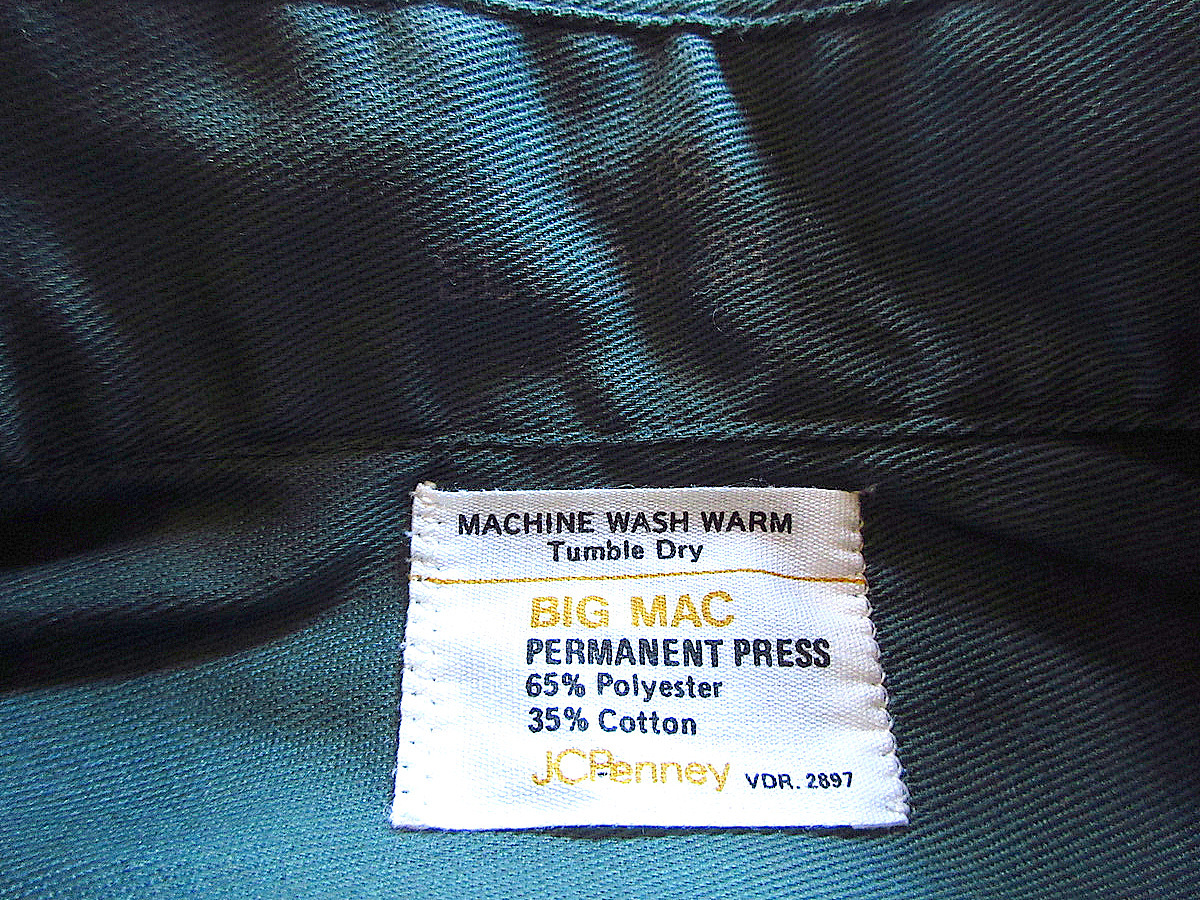 MACHINE WASH WARM
Tumble Dry
BIG MAC
PERMANENT PRESS
65% Polyester
35% Cotton
JCPenney VDR. 2897